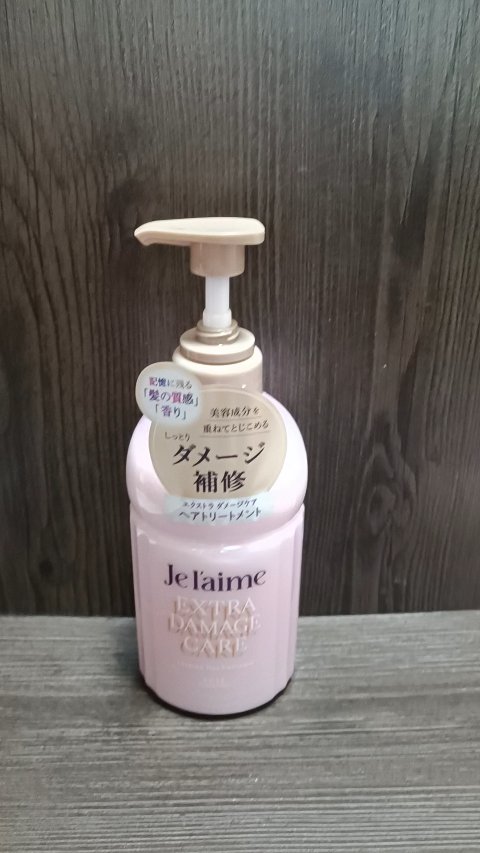 記憶に残る
「髪の質感」
「香り」
美容成分を
重ねてとじこめる
しっとり
ダメージ
補修
エクストラ ダメージケア
ヘアトリートメント
Je l'aime
EXTRA
DAMAGE
CARE